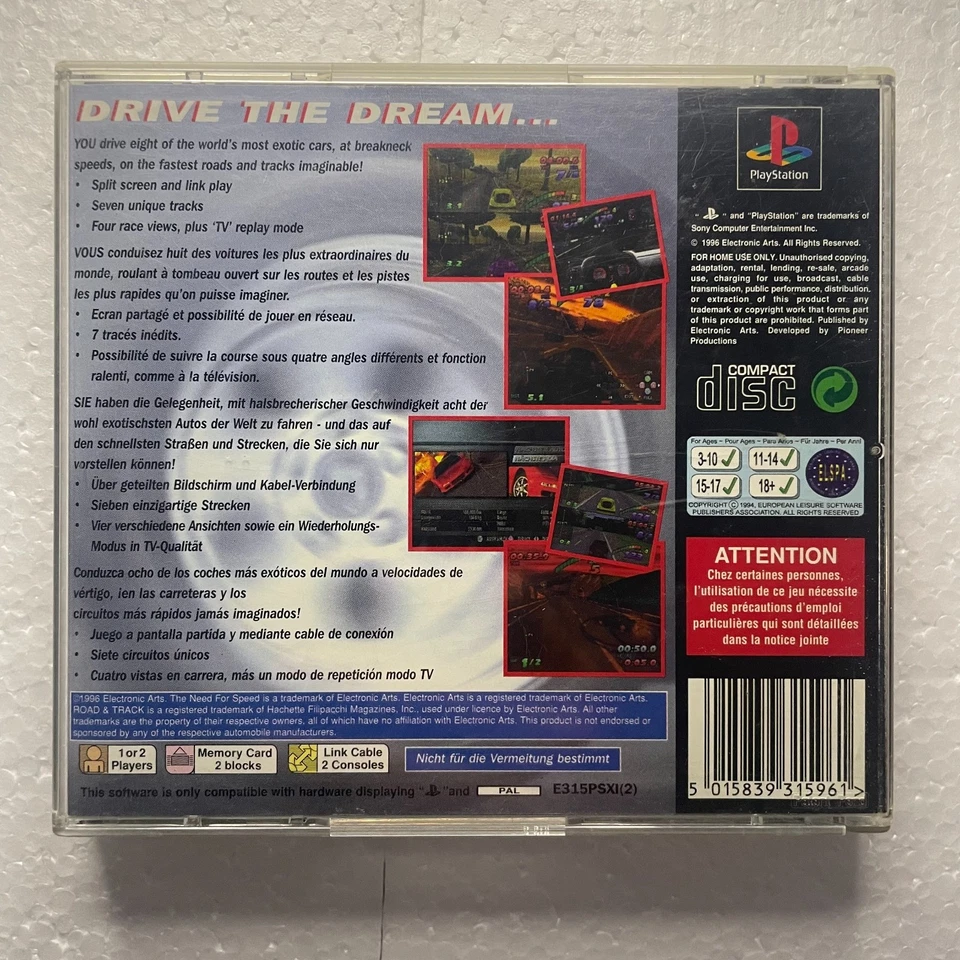 DRIVE THE DREAM...
YOU drive eight of the world's most exotic cars, at breakneck
speeds, on the fastest roads and tracks imaginable!
• Split screen and link play
• Seven unique tracks
• Four race views, plus 'TV' replay mode
VOUS conduisez huit des voitures les plus extraordinaires du
monde, roulant à tombeau ouvert sur les routes et les pistes
les plus rapides qu'on puisse imaginer.
• Ecran partagé et possibilité de jouer en réseau.
• 7 tracés inédits.
• Possibilité de suivre la course sous quatre angles différents et fonction
ralenti, comme à la télévision.
SIE haben die Gelegenheit, mit halsbrecherischer Geschwindigkeit acht der
wohl exotischsten Autos der Welt zu fahren - und das auf
den schnellsten Straßen und Strecken, die Sie sich nur
vorstellen können!
• Über geteilten Bildschirm und Kabel-Verbindung
• Sieben einzigartige Strecken
• Vier verschiedene Ansichten sowie ein Wiederholungs-
Modus in TV-Qualität
Conduzca ocho de los coches más exóticos del mundo a velocidades de
vértigo, ¡en las carreteras y los
circuitos más rápidos jamás imaginados!
• Juego a pantalla partida y mediante cable de conexión
• Siete circuitos únicos
• Cuatro vistas en carrera, más un modo de repetición modo TV
5.1
00:50.0
0:05.0
1/2
©1996 Electronic Arts. The Need For Speed is a trademark of Electronic Arts. Electronic Arts is a registered trademark of Electronic Arts.
ROAD & TRACK is a registered trademark of Hachette Filipacchi Magazines, Inc., used under licence by Electronic Arts. All other
trademarks are the property of their respective owners. all of which have no affiliation with Electronic Arts. This product is not endorsed or
sponsored by any of the respective automobile manufacturers.
1 or 2
Players
Memory Card
2 blocks
Link Cable
2 Consoles
Nicht für die Vermeitung bestimmt
This software is only compatible with hardware displaying " " and PAL E315PSXI(2)
PlayStation
" " and "PlayStation" are trademarks of
Sony Computer Entertainment Inc.
© 1996 Electronic Arts. All Rights Reserved.
FOR HOME USE ONLY. Unauthorised copying,
adaptation, rental, lending, re-sale, arcade
use, charging for use, broadcast, cable
transmission, public performance, distribution,
or extraction of this product or any
trademark or copyright work that forms part
of this product are prohibited. Published by
Electronic Arts. Developed by Pioneer
Productions
COMPACT
disc
For Ages - Pour Ages - Para Años - Für Jahre - Per Anni
3-10 ✓ 11-14 ✓
15-17 ✓ 18+ ✓
ELSPA
COPYRIGHT © 1994, EUROPEAN LEISURE SOFTWARE
PUBLISHERS ASSOCIATION. ALL RIGHTS RESERVED
ATTENTION
Chez certaines personnes,
l'utilisation de ce jeu nécessite
des précautions d'emploi
particulières qui sont détaillées
dans la notice jointe
5 015839 315961 >